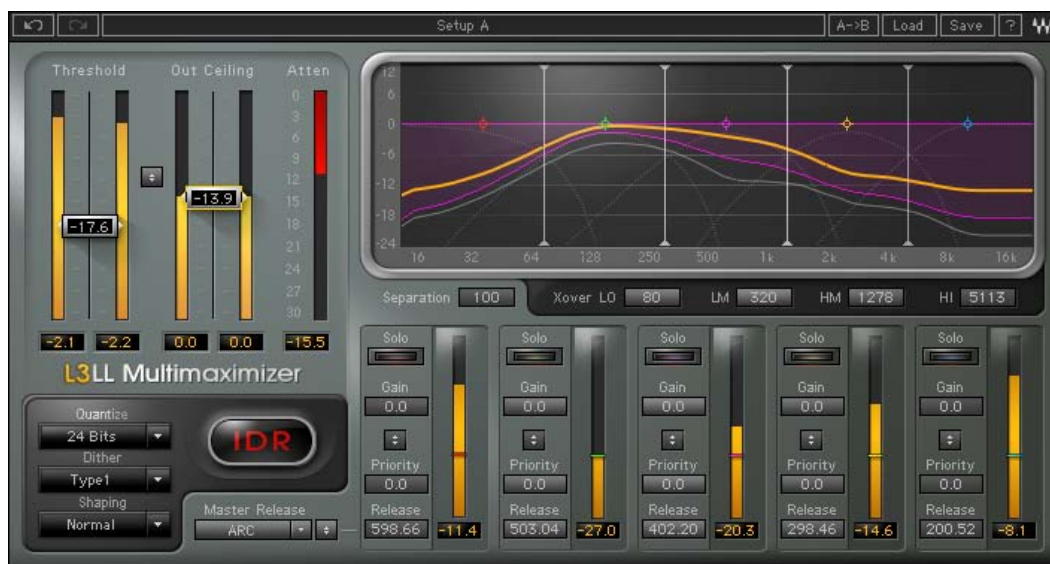 Setup A A->B Load Save ?
Threshold Out Ceiling Atten
0
3
6
9
12
15
18
21
24
27
30
-17.6
-13.9
-2.1 -2.2 0.0 0.0 -15.5
L3LL Multimaximizer
12
6
0
-6
-12
-18
-24
16 32 64 128 250 500 1k 2k 4k 8k 16k
Separation 100 Xover LO 80 LM 320 HM 1278 HI 5113
Quantize
24 Bits
Dither
Type1
Shaping
Normal
IDR
Master Release
ARC
Solo Solo Solo Solo Solo
Gain Gain Gain Gain Gain
0.0 0.0 0.0 0.0 0.0
Priority Priority Priority Priority Priority
0.0 0.0 0.0 0.0 0.0
Release Release Release Release Release
598.66 -11.4 503.04 -27.0 402.20 -20.3 298.46 -14.6 200.52 -8.1